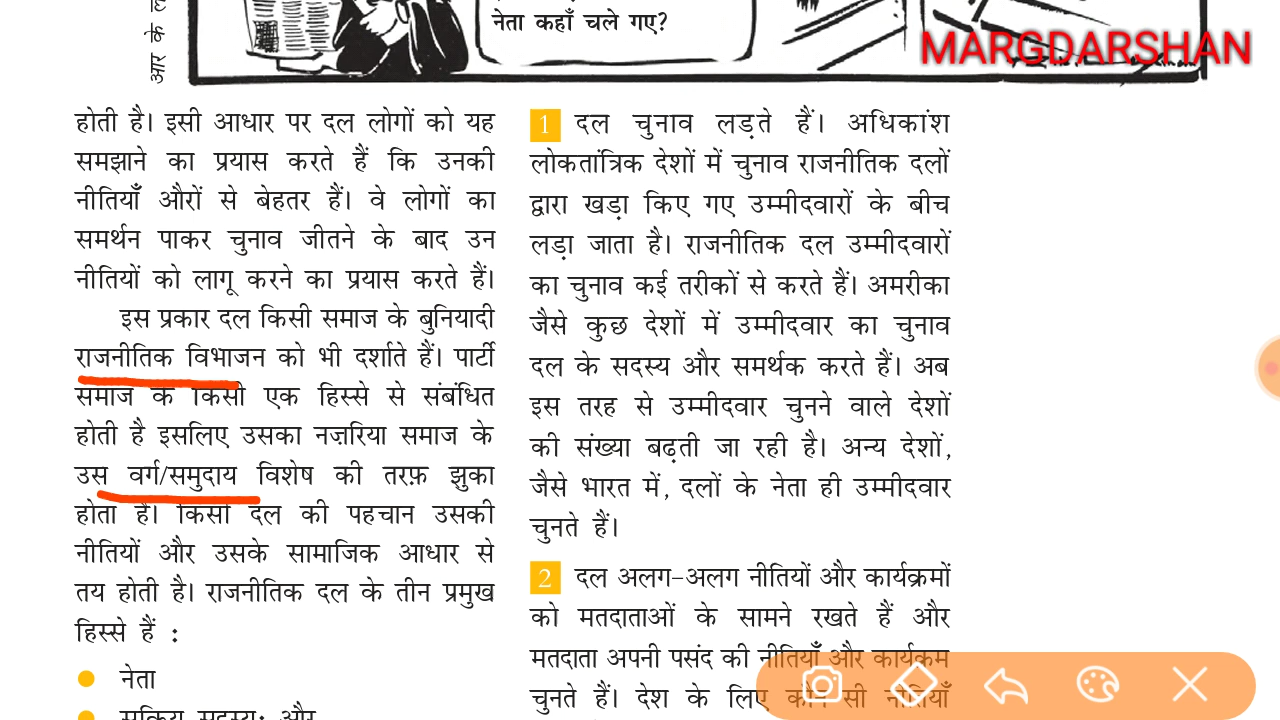 नेता कहाँ चले गए?
MARGDARSHAN
होती है। इसी आधार पर दल लोगों को यह
समझाने का प्रयास करते हैं कि उनकी
नीतियाँ औरों से बेहतर हैं। वे लोगों का
समर्थन पाकर चुनाव जीतने के बाद उन
नीतियों को लागू करने का प्रयास करते हैं।
इस प्रकार दल किसी समाज के बुनियादी
राजनीतिक विभाजन को भी दर्शाते हैं। पार्टी
समाज के किसी एक हिस्से से संबंधित
होती है इसलिए उसका नज़रिया समाज के
उस वर्ग/समुदाय विशेष की तरफ़ झुका
होता है। किसी दल की पहचान उसकी
नीतियों और उसके सामाजिक आधार से
तय होती है। राजनीतिक दल के तीन प्रमुख
हिस्से हैं :
नेता
सक्रिय सदस्य; और
1 दल चुनाव लड़ते हैं। अधिकांश
लोकतांत्रिक देशों में चुनाव राजनीतिक दलों
द्वारा खड़ा किए गए उम्मीदवारों के बीच
लड़ा जाता है। राजनीतिक दल उम्मीदवारों
का चुनाव कई तरीकों से करते हैं। अमरीका
जैसे कुछ देशों में उम्मीदवार का चुनाव
दल के सदस्य और समर्थक करते हैं। अब
इस तरह से उम्मीदवार चुनने वाले देशों
की संख्या बढ़ती जा रही है। अन्य देशों,
जैसे भारत में, दलों के नेता ही उम्मीदवार
चुनते हैं।
2 दल अलग-अलग नीतियों और कार्यक्रमों
को मतदाताओं के सामने रखते हैं और
मतदाता अपनी पसंद की नीतियाँ और कार्यक्रम
चुनते हैं। देश के लिए कौन सी नीतियाँ